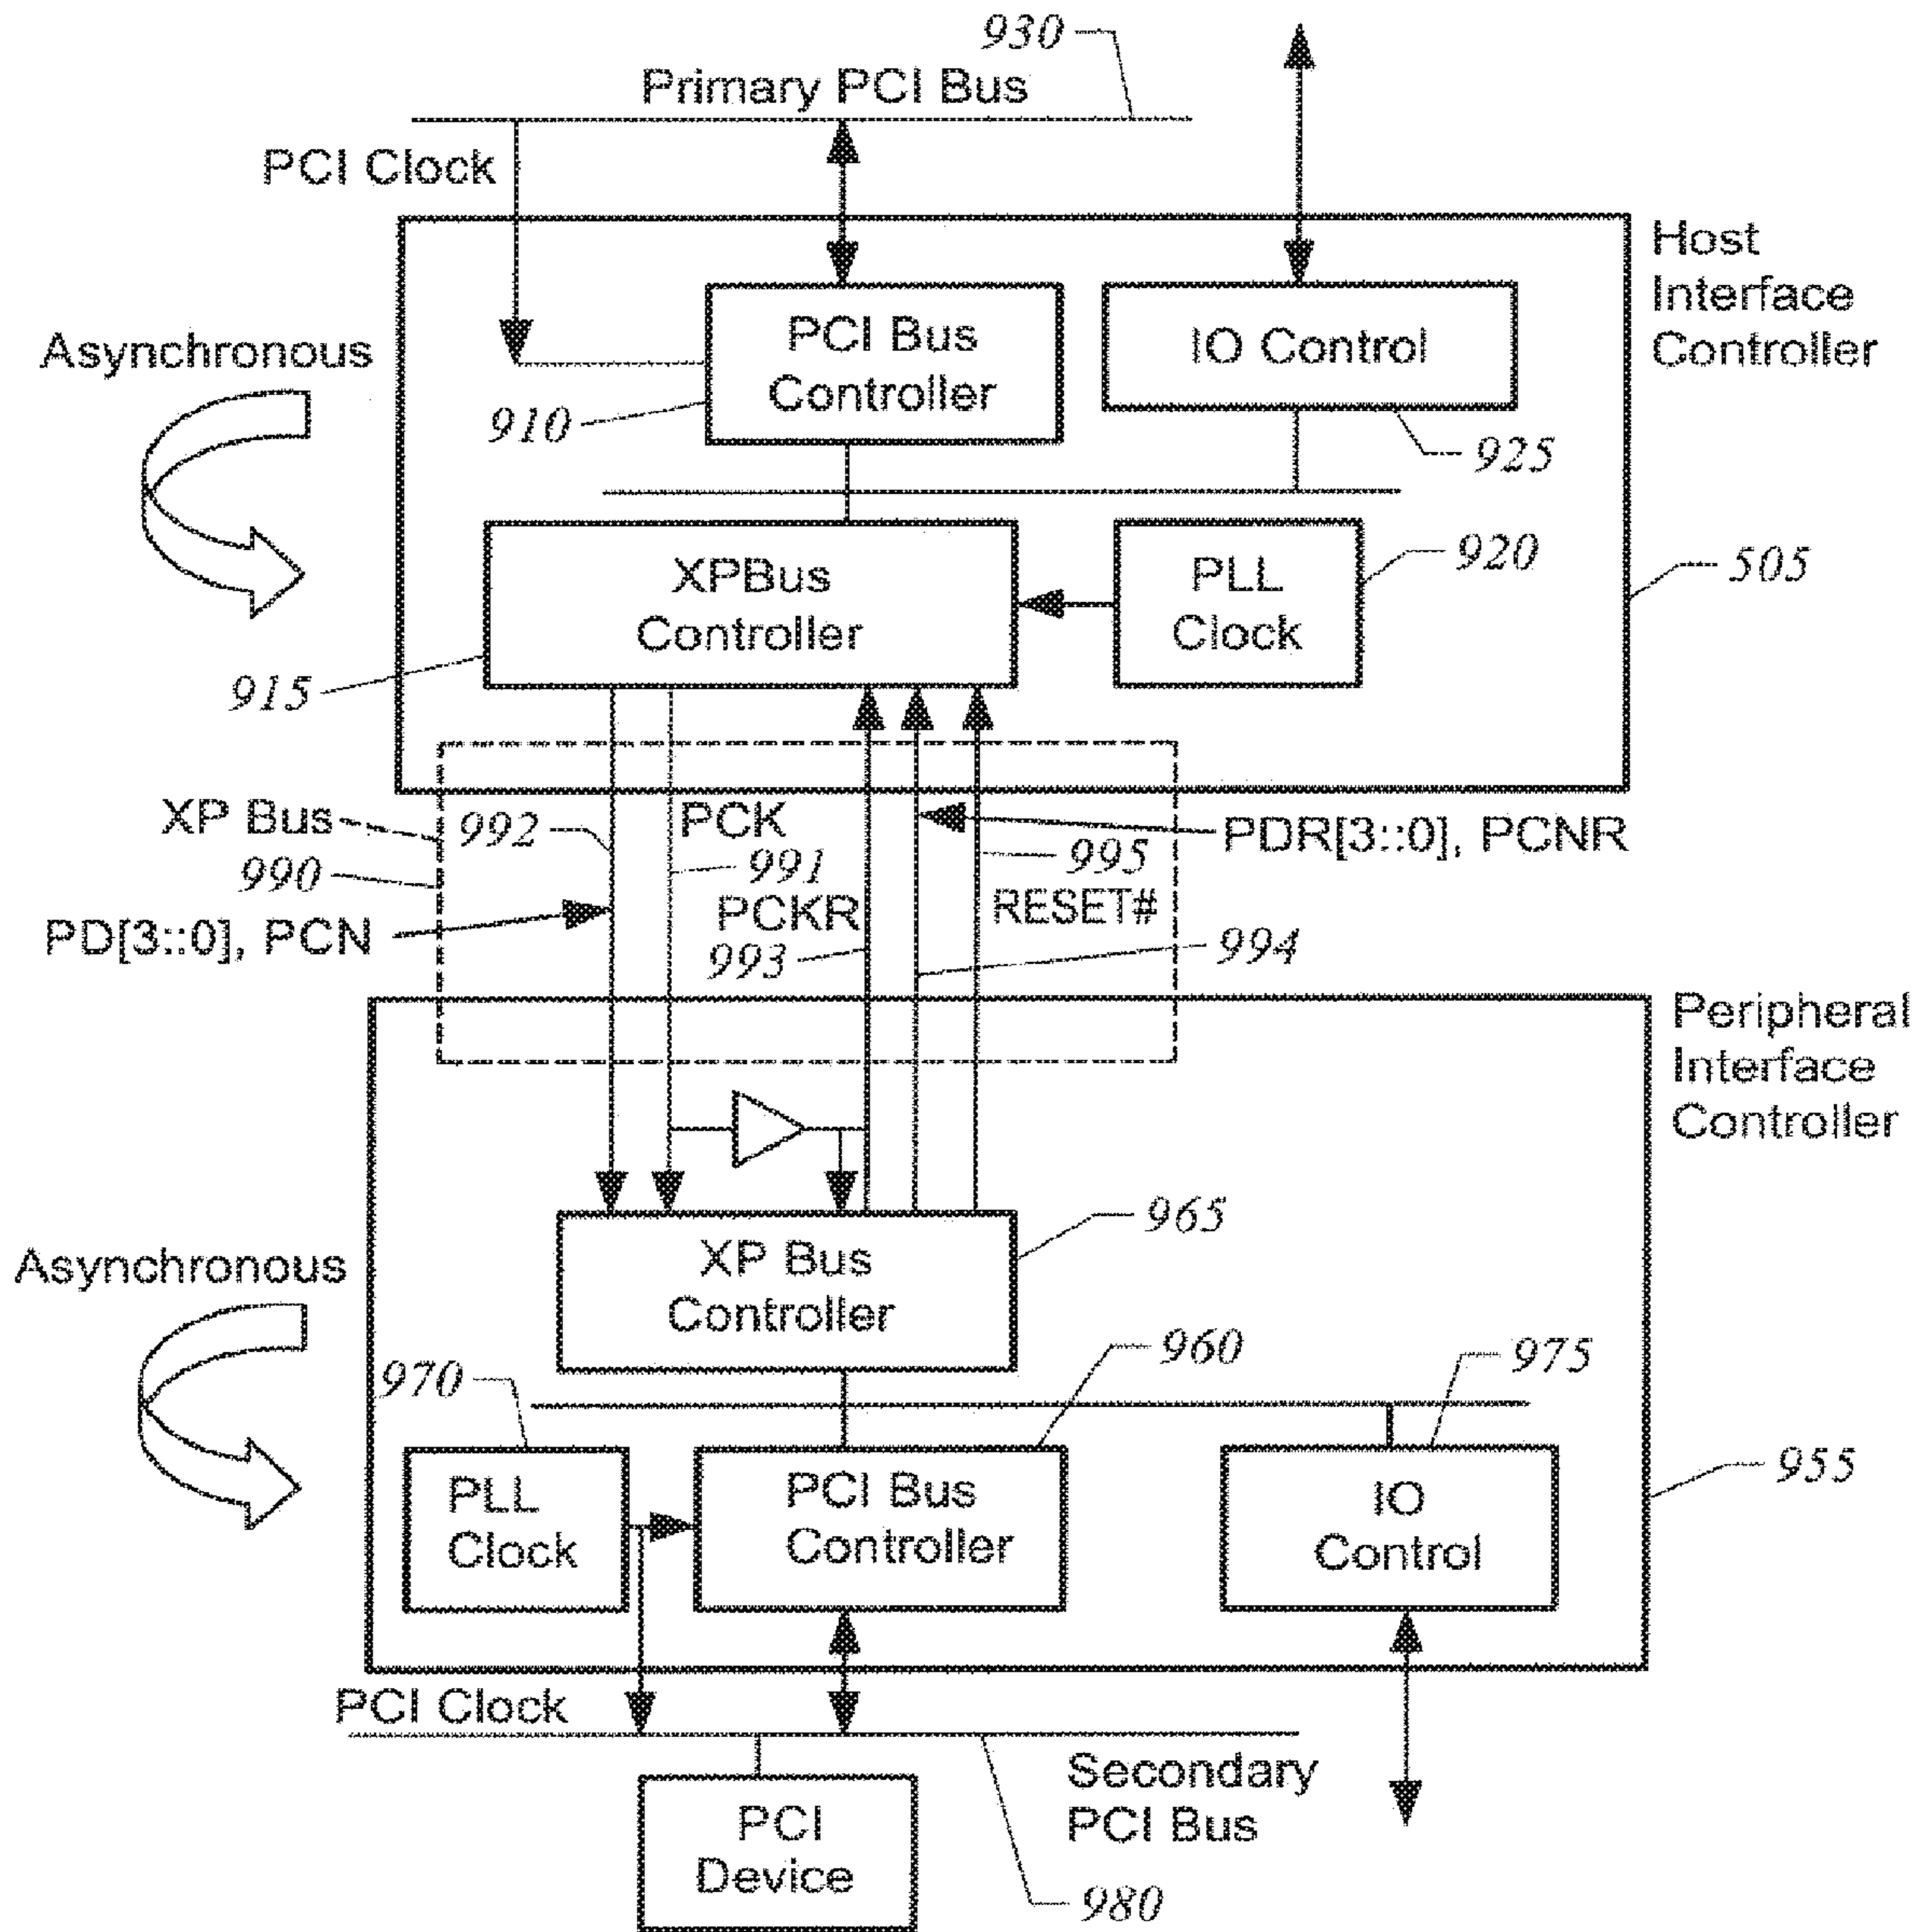 930
Primary PCI Bus
PCI Clock
Host
Interface
Controller
Asynchronous
PCI Bus
Controller
IO Control
910
925
XPBus
Controller
PLL
Clock
920
505
915
XP Bus
990
992
PCK
991
PDR[3::0], PCNR
995
PD[3::0], PCN
PCKR
993
RESET#
994
Peripheral
Interface
Controller
965
XP Bus
Controller
Asynchronous
970
960
975
955
PLL
Clock
PCI Bus
Controller
IO
Control
PCI Clock
Secondary
PCI Bus
PCI
Device
980